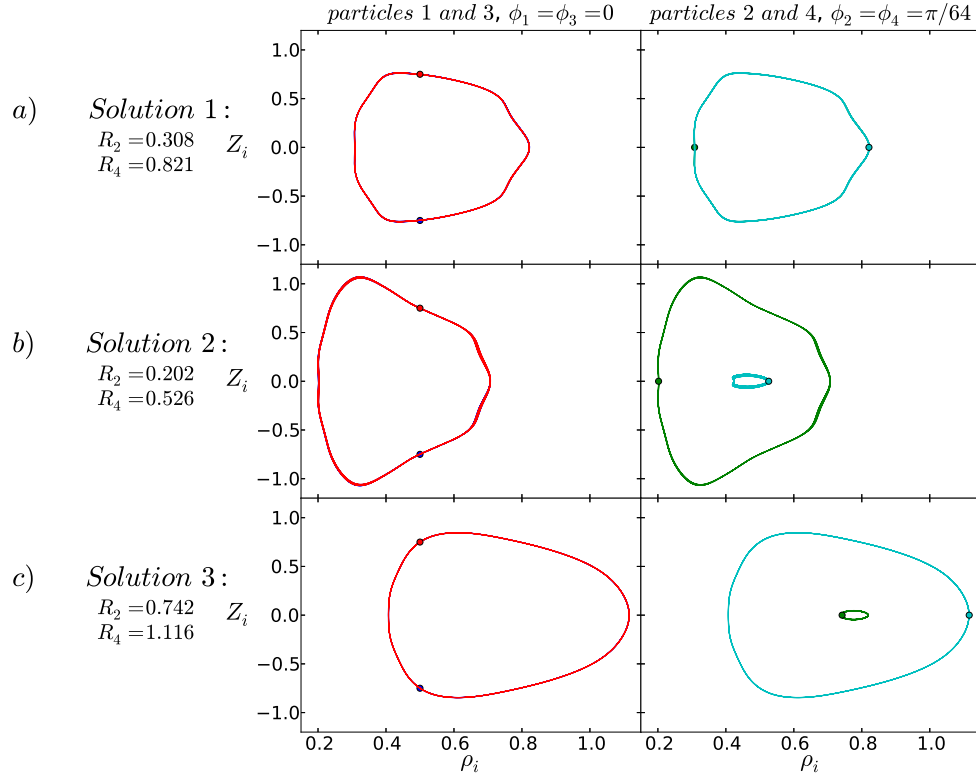 particles 1 and 3, ϕ₁ = ϕ₃ = 0
particles 2 and 4, ϕ₂ = ϕ₄ = π/64
a)
Solution 1:
R₂ = 0.308
R₄ = 0.821
Zᵢ
1.0
0.5
0.0
−0.5
−1.0
b)
Solution 2:
R₂ = 0.202
R₄ = 0.526
Zᵢ
1.0
0.5
0.0
−0.5
−1.0
c)
Solution 3:
R₂ = 0.742
R₄ = 1.116
Zᵢ
1.0
0.5
0.0
−0.5
−1.0
0.2 0.4 0.6 0.8 1.0
0.2 0.4 0.6 0.8 1.0
ρᵢ
ρᵢ